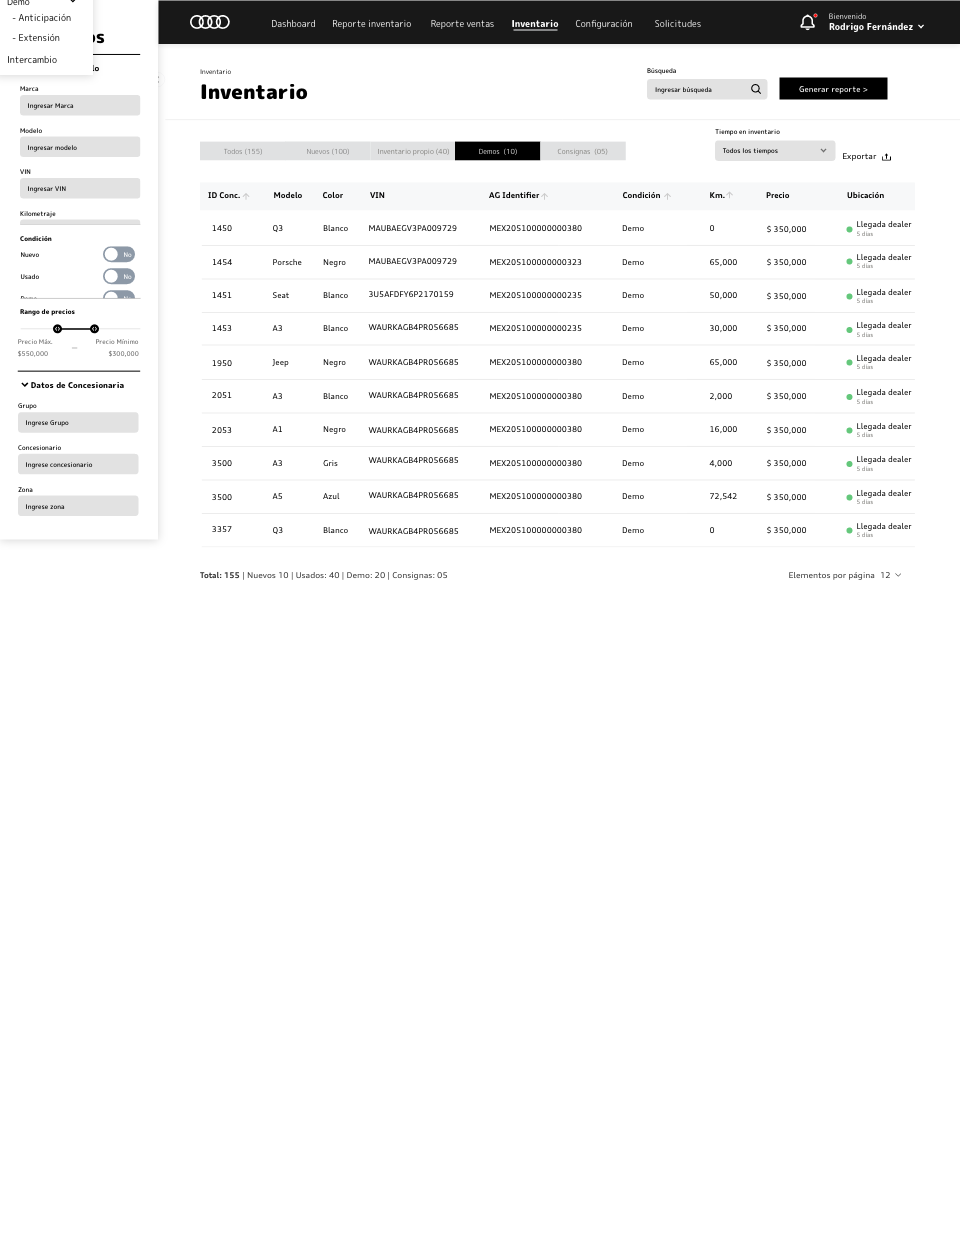 Demo
- Anticipación
- Extensión
Intercambio
os
lo
Marca
Ingresar Marca
Modelo
Ingresar modelo
VIN
Ingresar VIN
Kilometraje
Condición
Nuevo No
Usado No
Demo No
Rango de precios
Precio Máx. — Precio Mínimo
$550,000 $300,000
Datos de Concesionaria
Grupo
Ingrese Grupo
Concesionario
Ingrese concesionario
Zona
Ingrese zona
Dashboard Reporte inventario Reporte ventas Inventario Configuración Solicitudes
Bienvenido
Rodrigo Fernández
Inventario
Inventario
Búsqueda
Ingresar búsqueda
Generar reporte >
Tiempo en inventario
Todos los tiempos
Exportar
Todos (155) Nuevos (100) Inventario propio (40) Demos (10) Consignas (05)
ID Conc. Modelo Color VIN AG Identifier Condición Km. Precio Ubicación
1450 Q3 Blanco MAUBAEGV3PA009729 MEX205100000000380 Demo 0 $ 350,000 Llegada dealer
5 días
1454 Porsche Negro MAUBAEGV3PA009729 MEX205100000000323 Demo 65,000 $ 350,000 Llegada dealer
5 días
1451 Seat Blanco 3U5AFDFY6P2170159 MEX205100000000235 Demo 50,000 $ 350,000 Llegada dealer
5 días
1453 A3 Blanco WAURKAGB4PR056685 MEX205100000000235 Demo 30,000 $ 350,000 Llegada dealer
5 días
1950 Jeep Negro WAURKAGB4PR056685 MEX205100000000380 Demo 65,000 $ 350,000 Llegada dealer
5 días
2051 A3 Blanco WAURKAGB4PR056685 MEX205100000000380 Demo 2,000 $ 350,000 Llegada dealer
5 días
2053 A1 Negro WAURKAGB4PR056685 MEX205100000000380 Demo 16,000 $ 350,000 Llegada dealer
5 días
3500 A3 Gris WAURKAGB4PR056685 MEX205100000000380 Demo 4,000 $ 350,000 Llegada dealer
5 días
3500 A5 Azul WAURKAGB4PR056685 MEX205100000000380 Demo 72,542 $ 350,000 Llegada dealer
5 días
3357 Q3 Blanco WAURKAGB4PR056685 MEX205100000000380 Demo 0 $ 350,000 Llegada dealer
5 días
Total: 155 | Nuevos 10 | Usados: 40 | Demo: 20 | Consignas: 05
Elementos por página 12